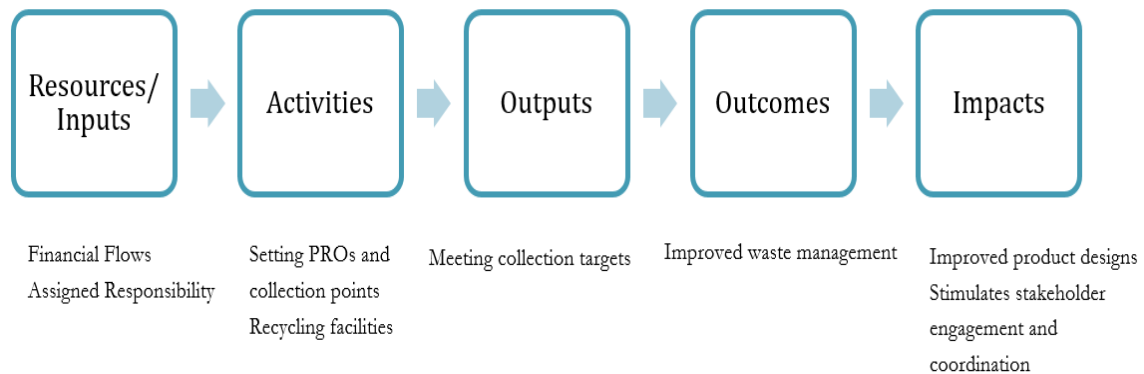 Resources/
Inputs
Activities
Outputs
Outcomes
Impacts
Financial Flows
Assigned Responsibility
Setting PROs and
collection points
Recycling facilities
Meeting collection targets
Improved waste management
Improved product designs
Stimulates stakeholder
engagement and
coordination